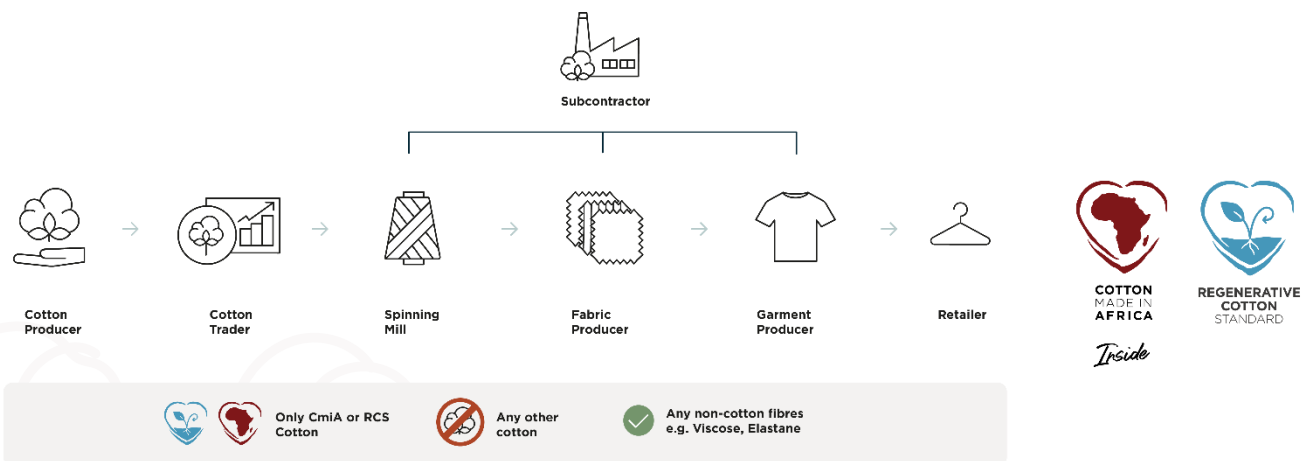 Subcontractor
Cotton
Producer
Cotton
Trader
Spinning
Mill
Fabric
Producer
Garment
Producer
Retailer
COTTON
MADE IN
AFRICA
Inside
REGENERATIVE
COTTON
STANDARD
Only CmiA or RCS
Cotton
Any other
cotton
Any non-cotton fibres
e.g. Viscose, Elastane